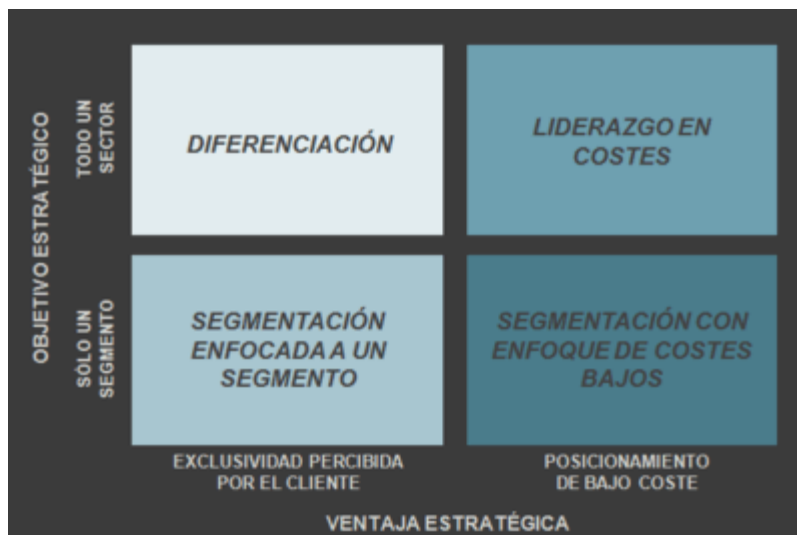 OBJETIVO ESTRATÉGICO
TODO UN
SECTOR
DIFERENCIACIÓN
LIDERAZGO EN
COSTES
SÓLO UN
SEGMENTO
SEGMENTACIÓN
ENFOCADA A UN
SEGMENTO
SEGMENTACIÓN CON
ENFOQUE DE COSTES
BAJOS
EXCLUSIVIDAD PERCIBIDA
POR EL CLIENTE
POSICIONAMIENTO
DE BAJO COSTE
VENTAJA ESTRATÉGICA